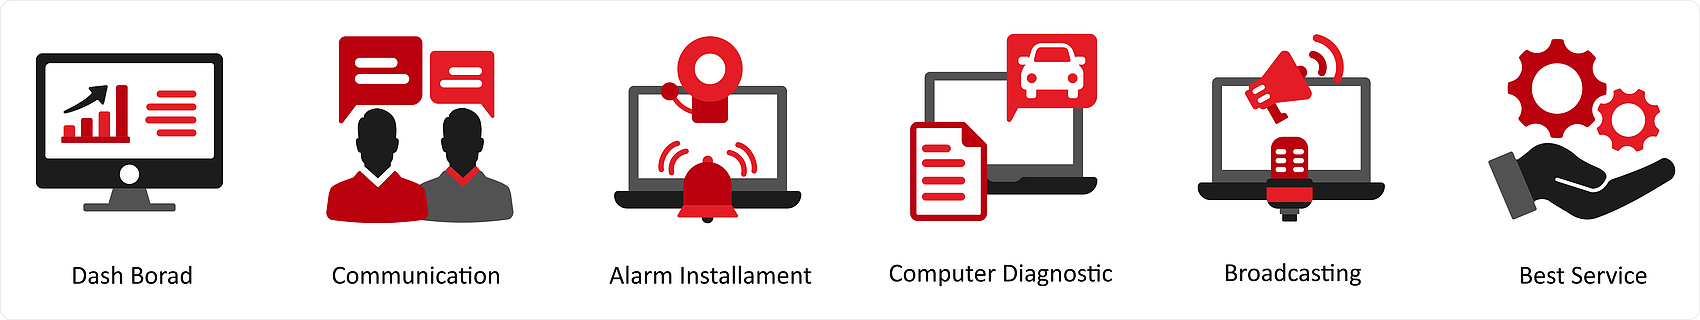 Dash Borad
Communication
Alarm Installament
Computer Diagnostic
Broadcasting
Best Service